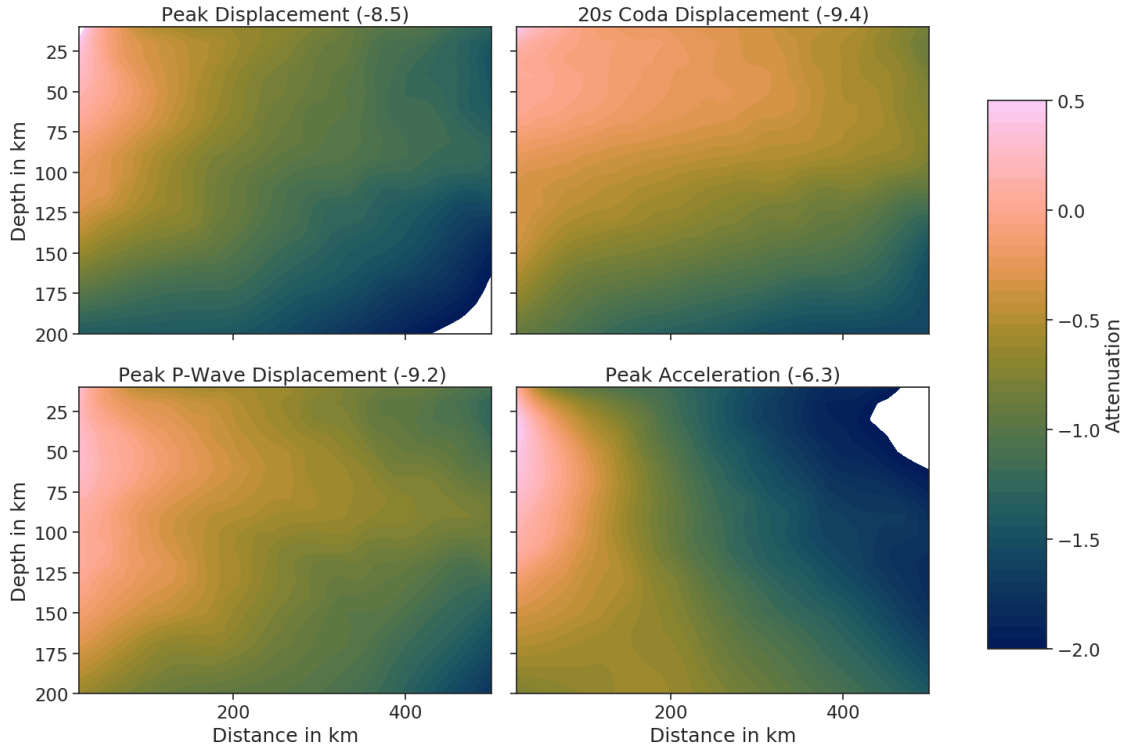 Peak Displacement (-8.5)
20s Coda Displacement (-9.4)
Depth in km
25
50
75
100
125
150
175
200
Peak P-Wave Displacement (-9.2)
Peak Acceleration (-6.3)
Depth in km
25
50
75
100
125
150
175
200
200
400
Distance in km
200
400
Distance in km
0.5
0.0
−0.5
−1.0
−1.5
−2.0
Attenuation